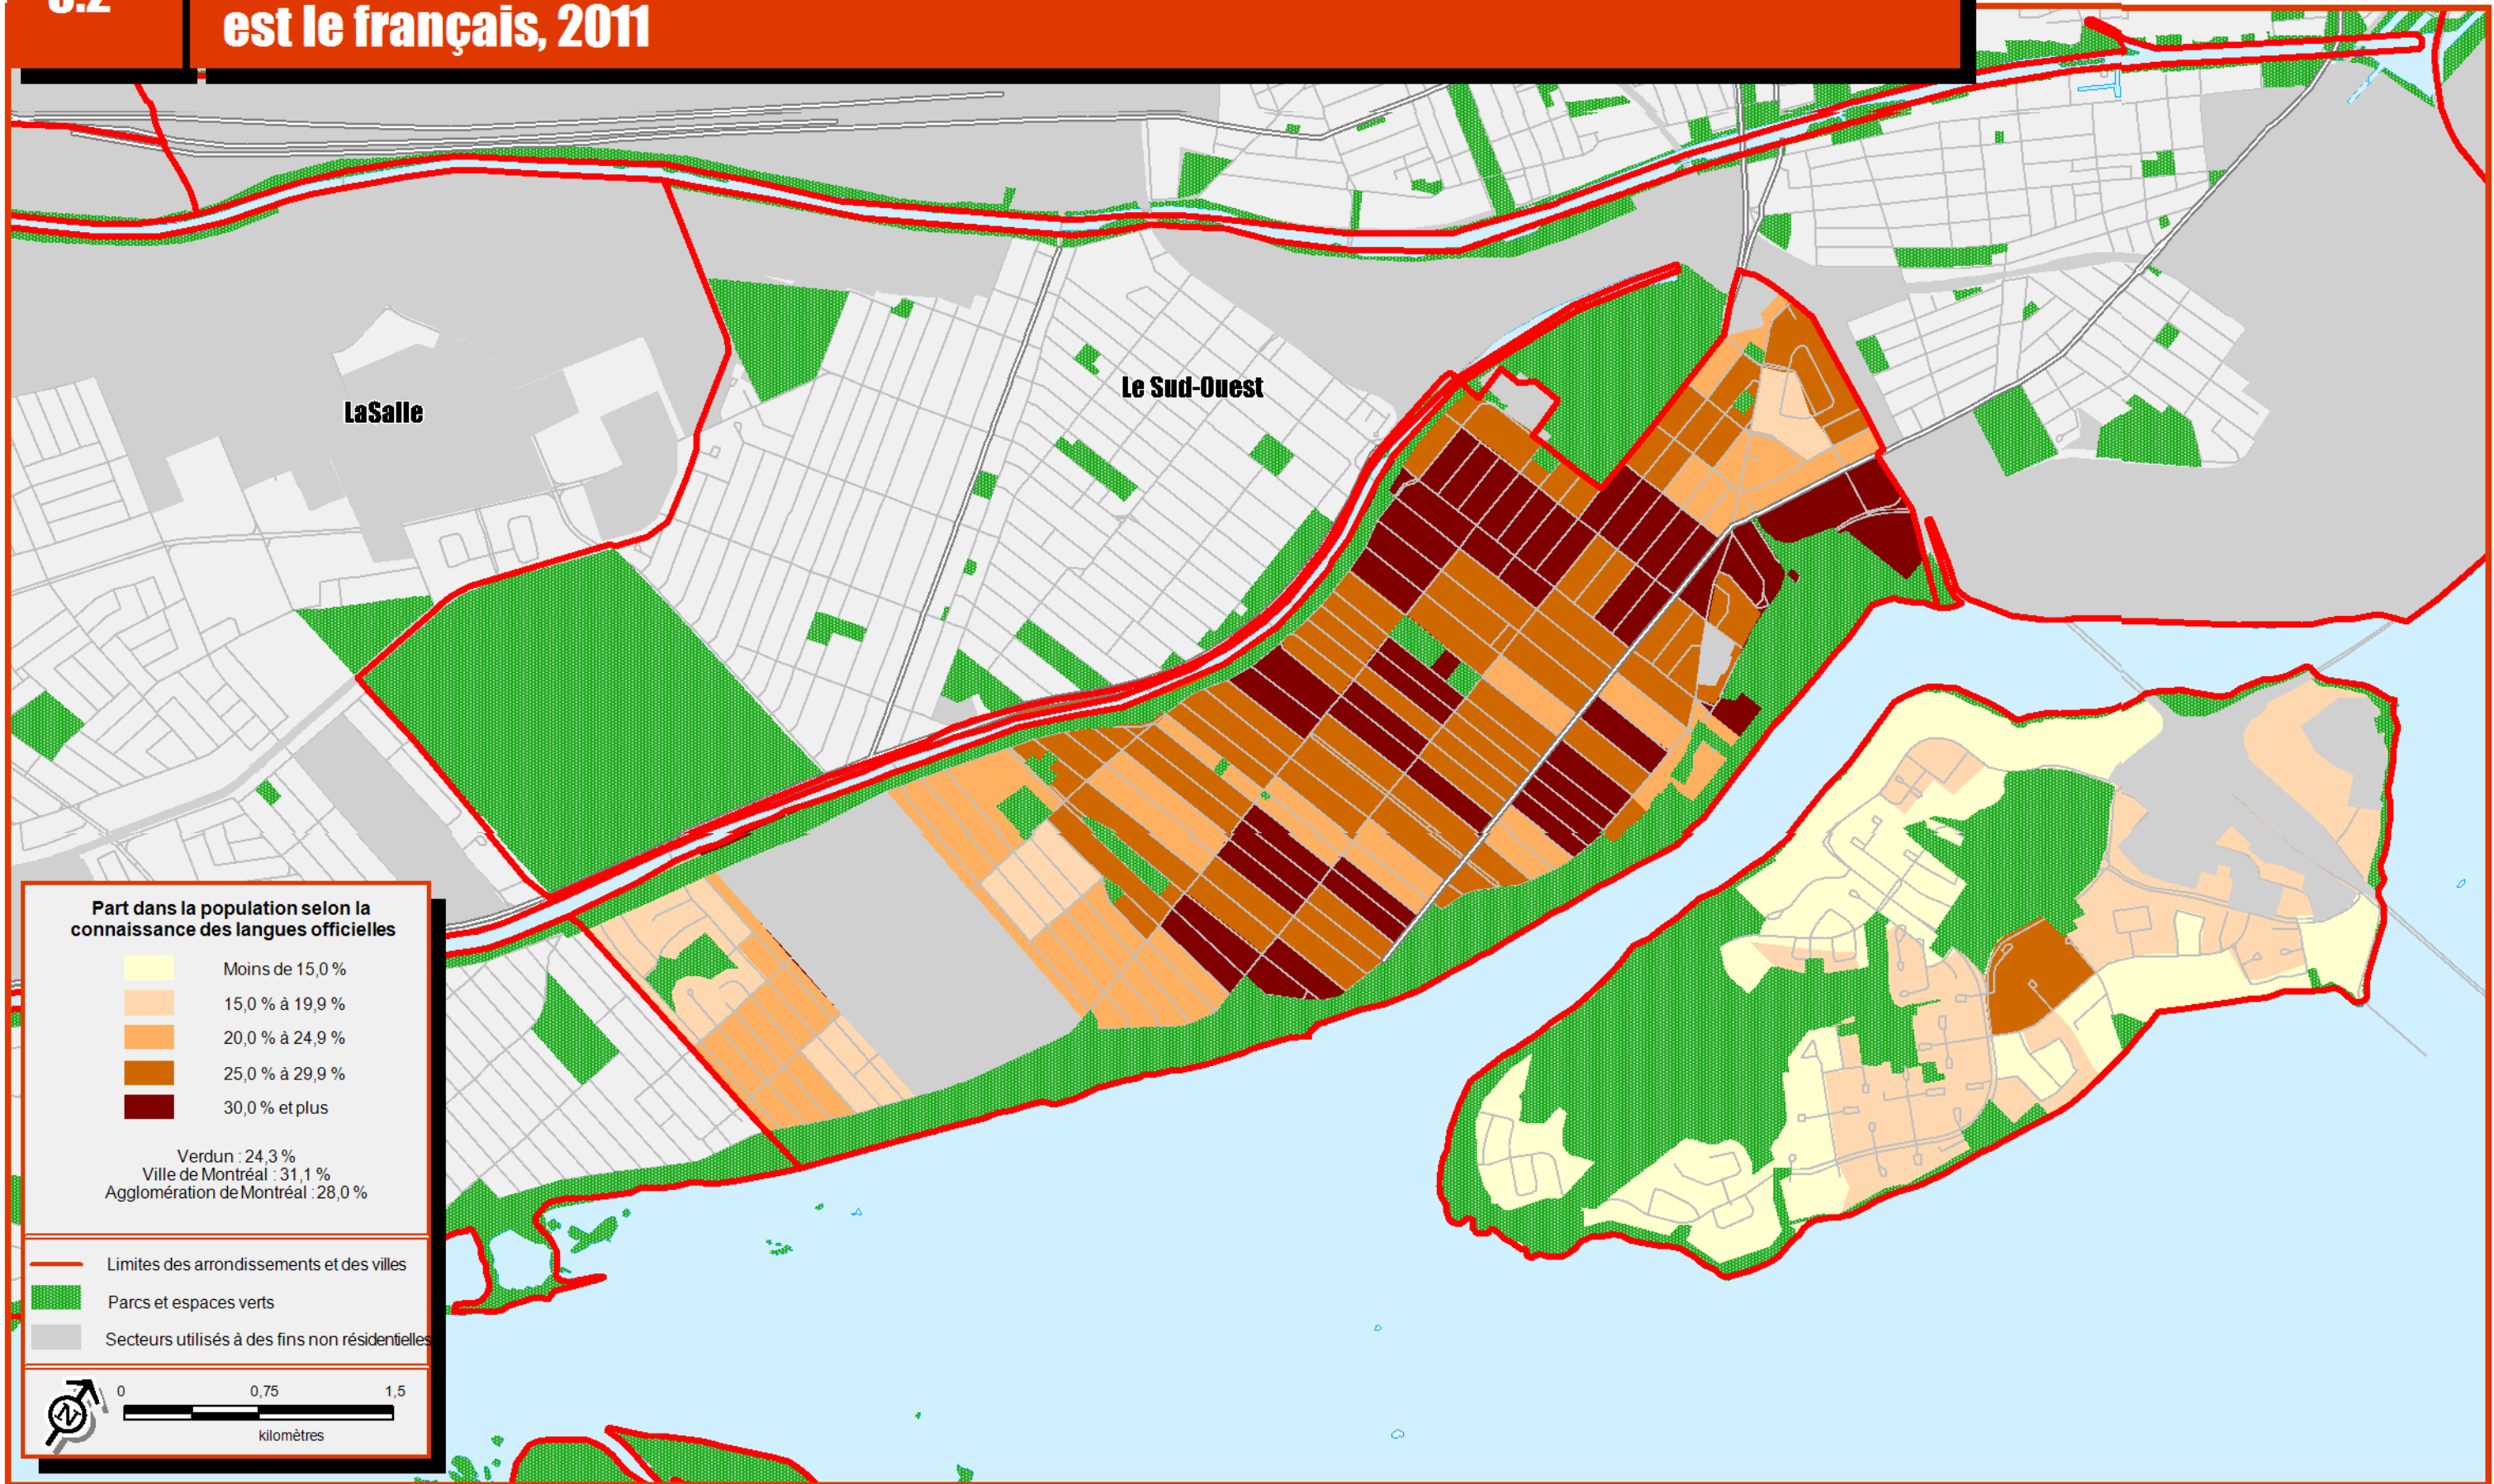 est le français, 2011
LaSalle
Le Sud-Ouest
Part dans la population selon la
connaissance des langues officielles
Moins de 15,0 %
15,0 % à 19,9 %
20,0 % à 24,9 %
25,0 % à 29,9 %
30,0 % et plus
Verdun : 24,3 %
Ville de Montréal : 31,1 %
Agglomération de Montréal : 28,0 %
Limites des arrondissements et des villes
Parcs et espaces verts
Secteurs utilisés à des fins non résidentielles
N
0 0,75 1,5
kilomètres